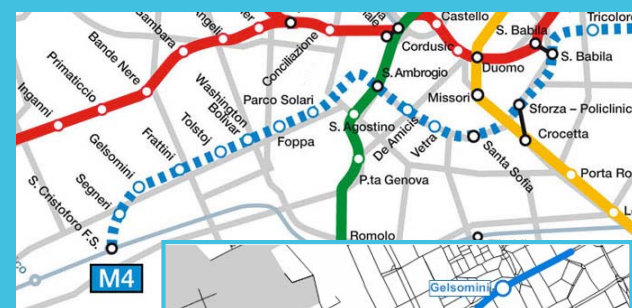 Gambara
Bande Nere
Primaticcio
Inganni
Conciliazione
Cordusio
Castello
Duomo
S. Babila
S. Babila
Tricolore
Missori
S. Ambrogio
Sforza – Policlinic
Crocetta
Washington
Bolivar
Parco Solari
Tolstoj
Frattini
Gelsomini
Segneri
S. Cristoforo F.S.
Foppa
S. Agostino
De Amicis
Vetra
Santa Sofia
P.ta Genova
Porta Ro
Romolo
M4
Gelsomini